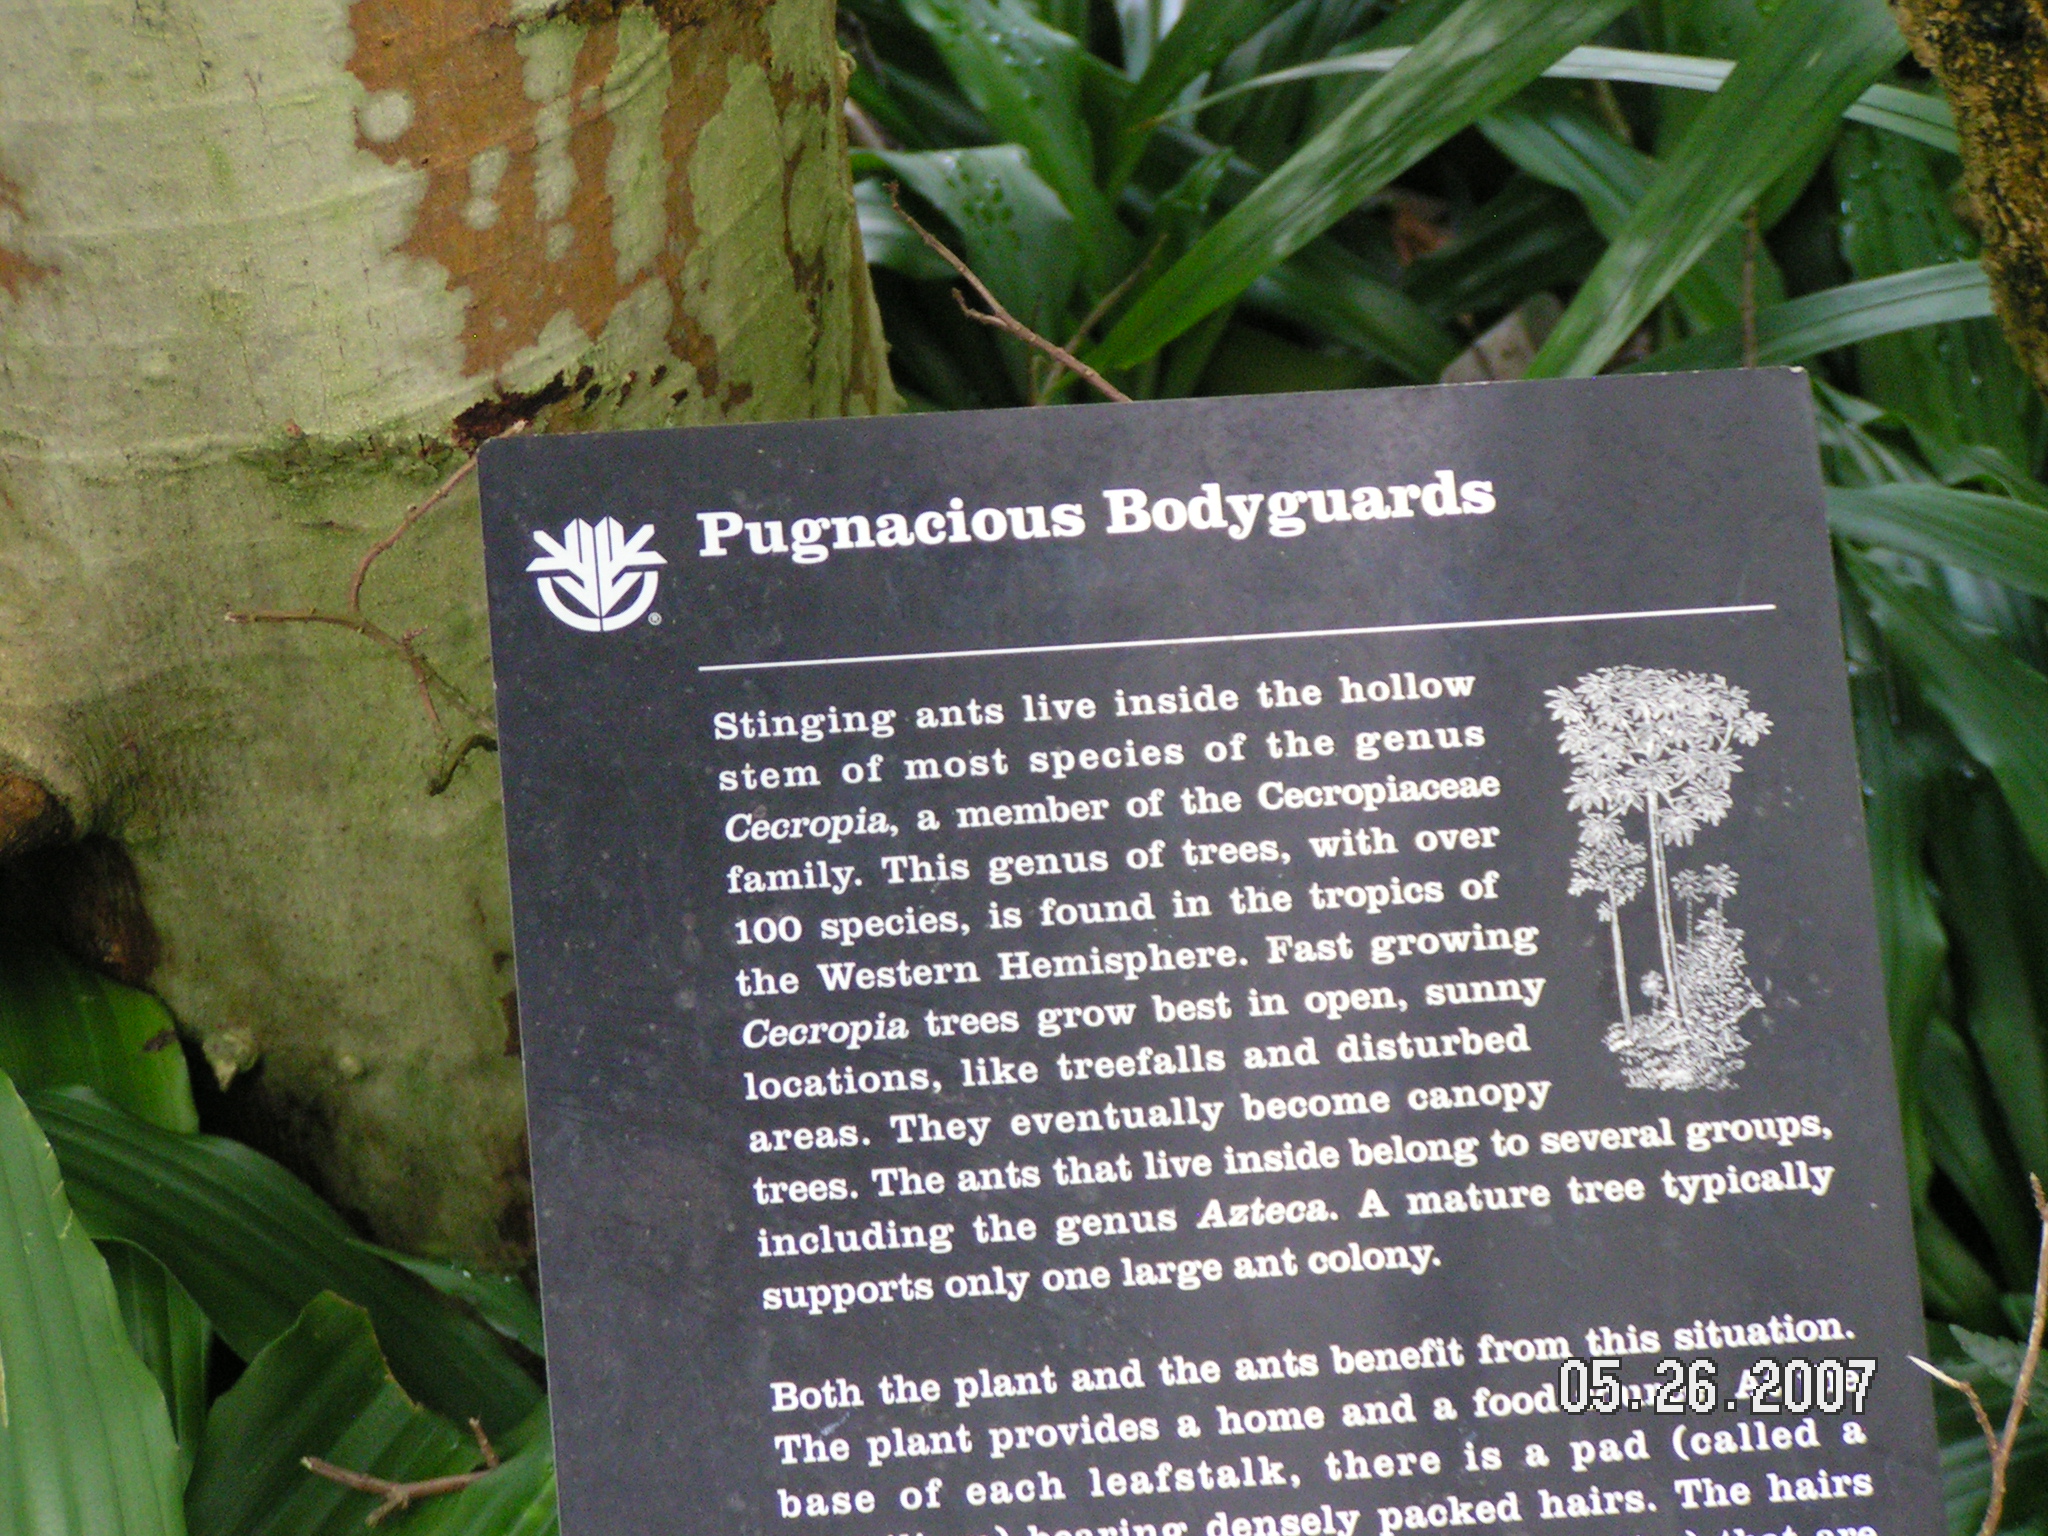 Pugnacious Bodyguards
®
Stinging ants live inside the hollow
stem of most species of the genus
Cecropia, a member of the Cecropiaceae
family. This genus of trees, with over
100 species, is found in the tropics of
the Western Hemisphere. Fast growing
Cecropia trees grow best in open, sunny
locations, like treefalls and disturbed
areas. They eventually become canopy
trees. The ants that live inside belong to several groups,
including the genus Azteca. A mature tree typically
supports only one large ant colony.
Both the plant and the ants benefit from this situation.
The plant provides a home and a food
05.26.2007
base of each leafstalk, there is a pad (called a
bearing densely packed hairs. The hairs
that are